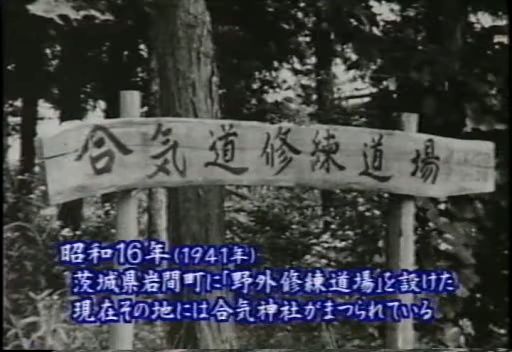 合気道修練道場
昭和16年(1941年)
茨城県岩間町に「野外修練道場」を設けた
現在その地には合気神社がまつられている